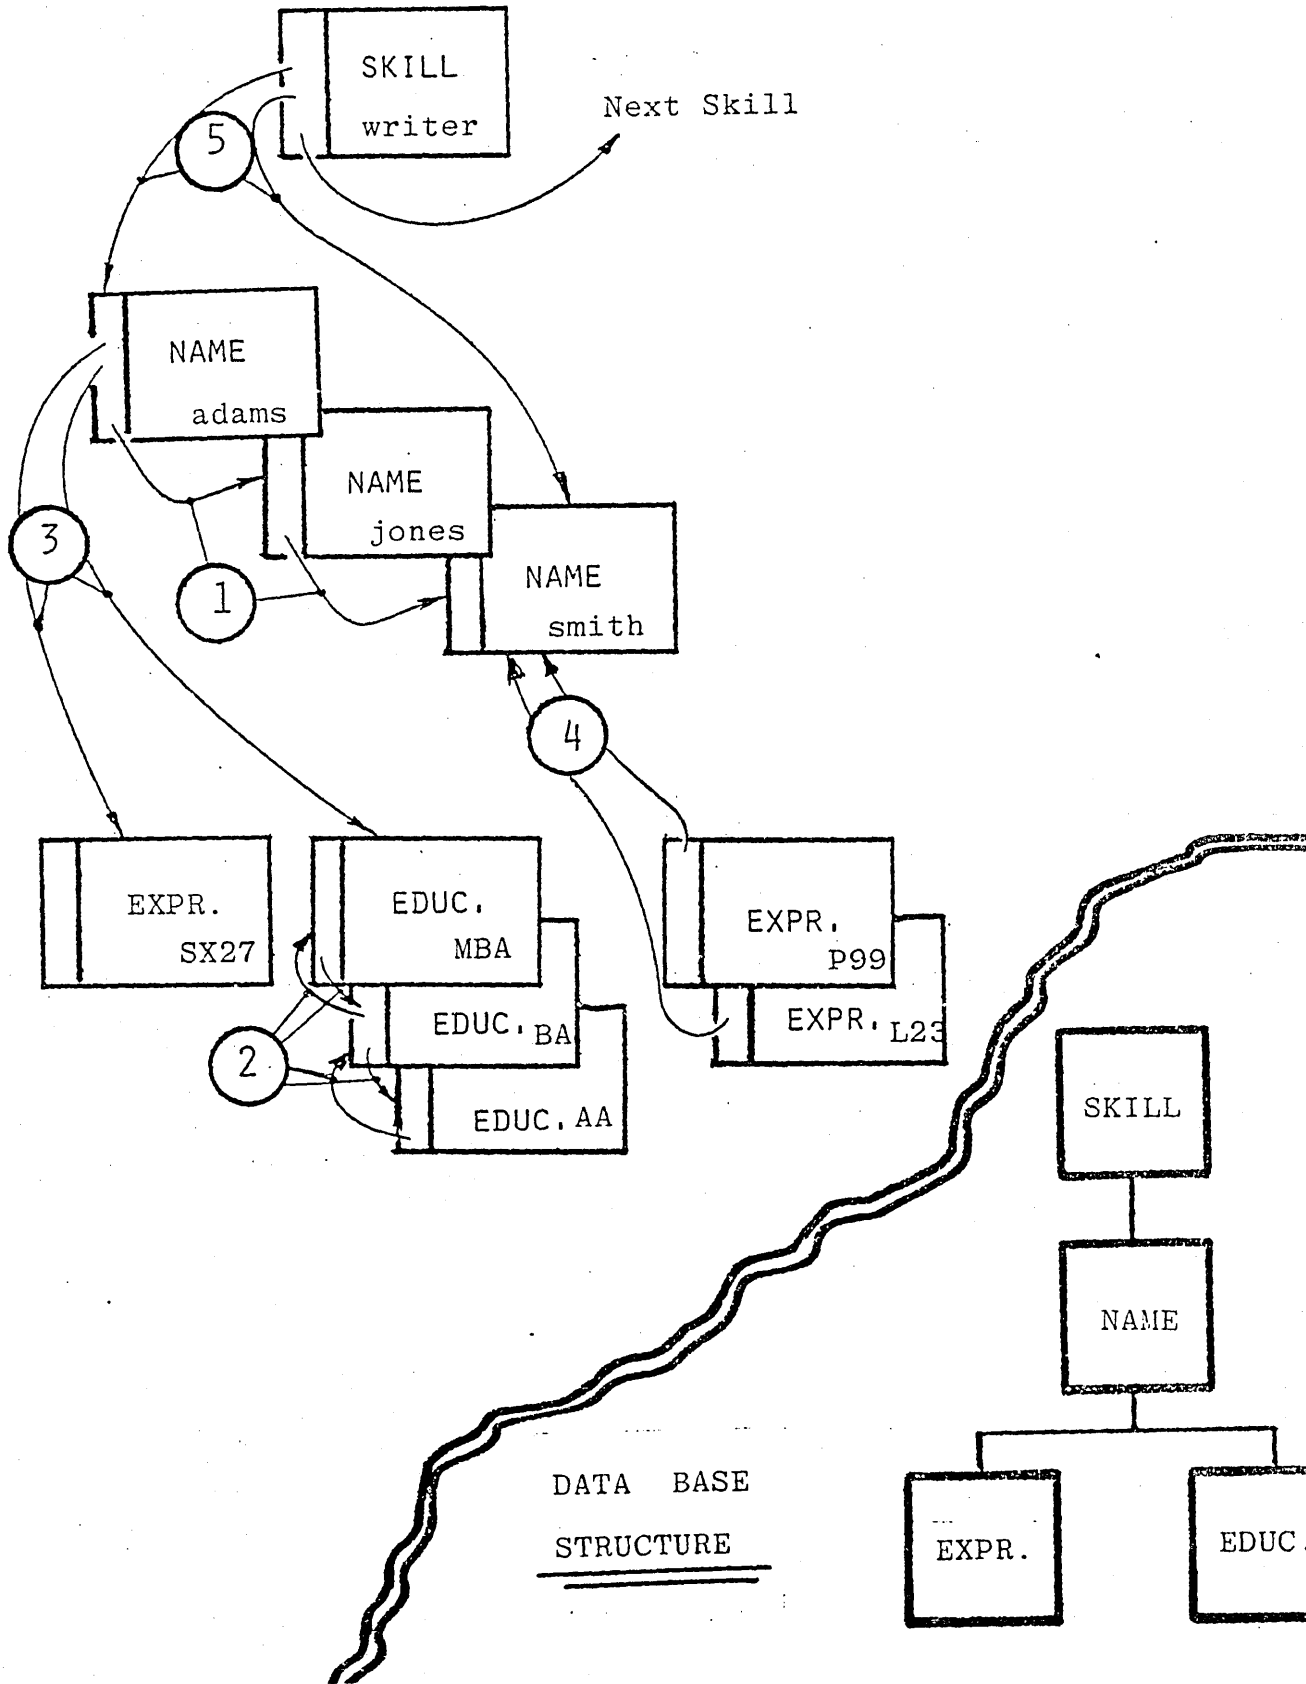 SKILL
writer
Next Skill
5
NAME
adams
NAME
jones
3
1
NAME
smith
4
EXPR.
SX27
EDUC.
MBA
EXPR.
P99
EDUC. BA
EXPR. L23
2
EDUC. AA
SKILL
NAME
DATA BASE
STRUCTURE
EXPR.
EDUC.